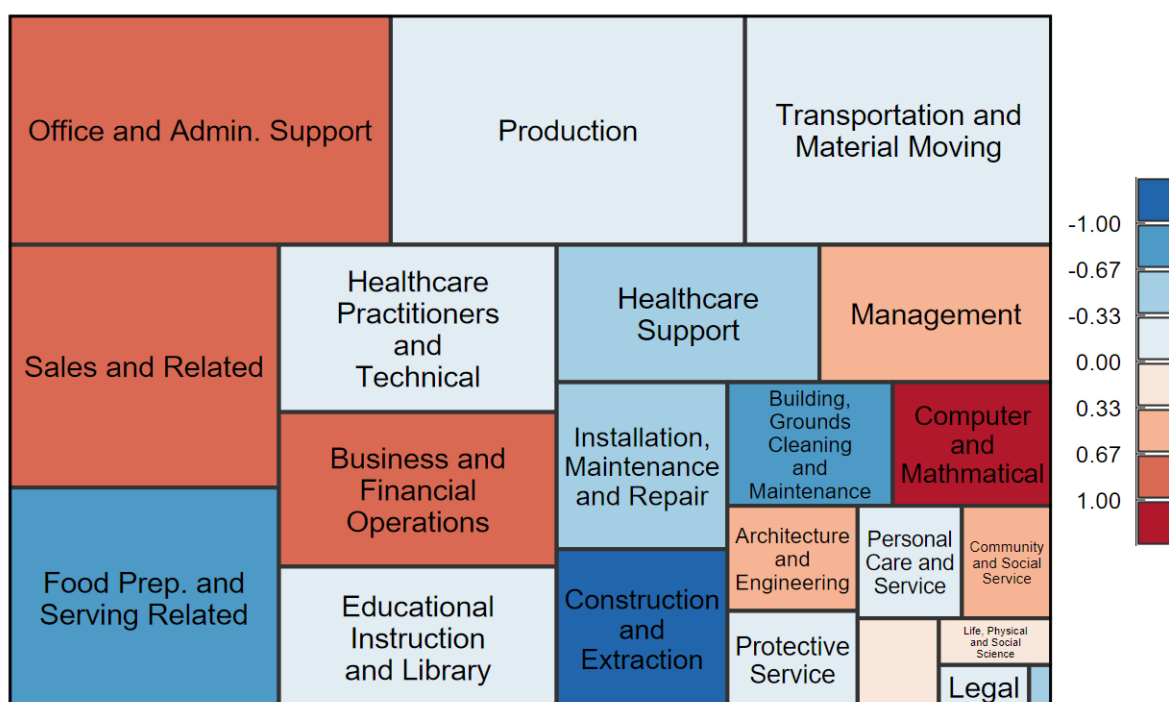 Office and Admin. Support
Production
Transportation and
Material Moving
Sales and Related
Healthcare
Practitioners
and
Technical
Healthcare
Support
Management
Business and
Financial
Operations
Installation,
Maintenance
and Repair
Building,
Grounds
Cleaning
and
Maintenance
Computer
and
Mathmatical
Food Prep. and
Serving Related
Educational
Instruction
and Library
Construction
and
Extraction
Architecture
and
Engineering
Personal
Care and
Service
Community
and Social
Service
Protective
Service
Life, Physical
and Social
Science
Legal
-1.00
-0.67
-0.33
0.00
0.33
0.67
1.00